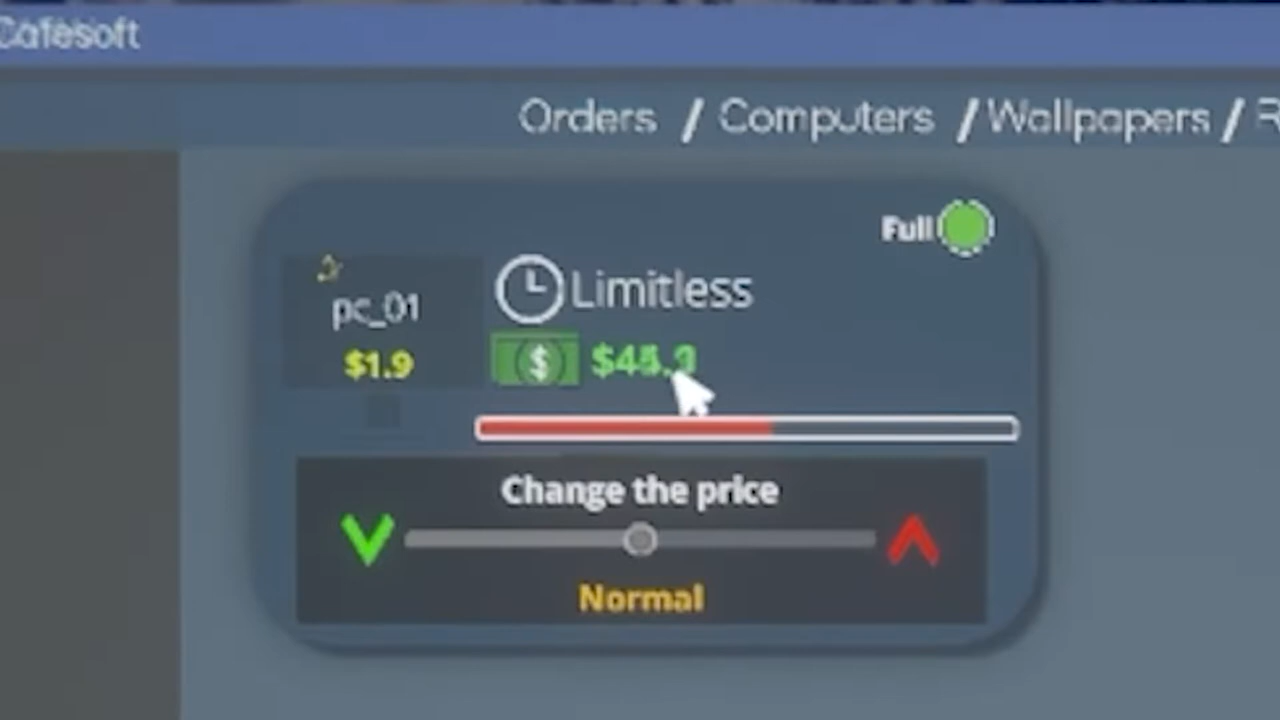 Cafesoft
Orders / Computers / Wallpapers / R
Full
Limitless
pc_01
$1.9
$
Change the price
Normal